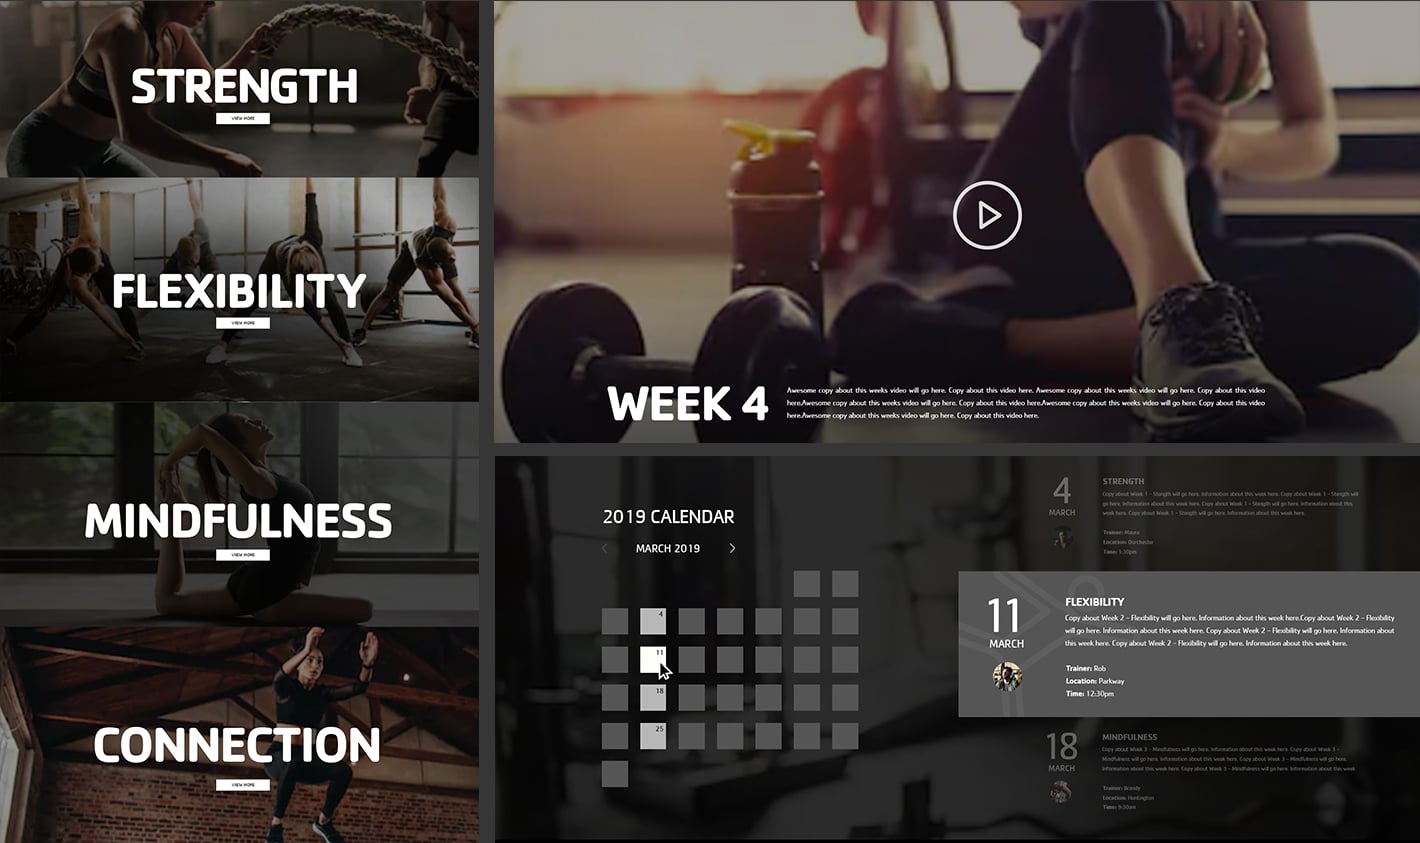 STRENGTH
VIEW MORE
FLEXIBILITY
VIEW MORE
MINDFULNESS
VIEW MORE
CONNECTION
VIEW MORE
WEEK 4
Awesome copy about this weeks video will go here. Copy about this video here. Awesome copy about this weeks video will go here. Copy about this video
here.Awesome copy about this weeks video will go here. Copy about this video here.Awesome copy about this weeks video will go here. Copy about this video
here.Awesome copy about this weeks video will go here. Copy about this video here.
2019 CALENDAR
MARCH 2019
4
11
18
25
4
MARCH
STRENGTH
Copy about Week 1 - Stength will go here. Information about this week here. Copy about Week 1 - Stength will
go here. Information about this week here. Copy about Week 1 - Stength will go here. Information about this
week here. Copy about Week 1 - Stength will go here. Information about this week here.
Trainer: Maura
Location: Dorchester
Time: 1:30pm
11
MARCH
FLEXIBILITY
Copy about Week 2 - Flexibility will go here. Information about this week here.Copy about Week 2 - Flexibility
will go here. Information about this week here. Copy about Week 2 - Flexibility will go here. Information about
this week here. Copy about Week 2 - Flexibility will go here. Information about this week here.
Trainer: Rob
Location: Parkway
Time: 12:30pm
18
MARCH
MINDFULNESS
Copy about Week 3 - Mindfulness will go here. Information about this week here. Copy about Week 3 -
Mindfulness will go here. Information about this week here. Copy about Week 3 - Mindfulness will go here.
Information about this week here. Copy about Week 3 - Mindfulness will go here. Information about this week
Trainer: Brandy
Location: Huntington
Time: 9:30am